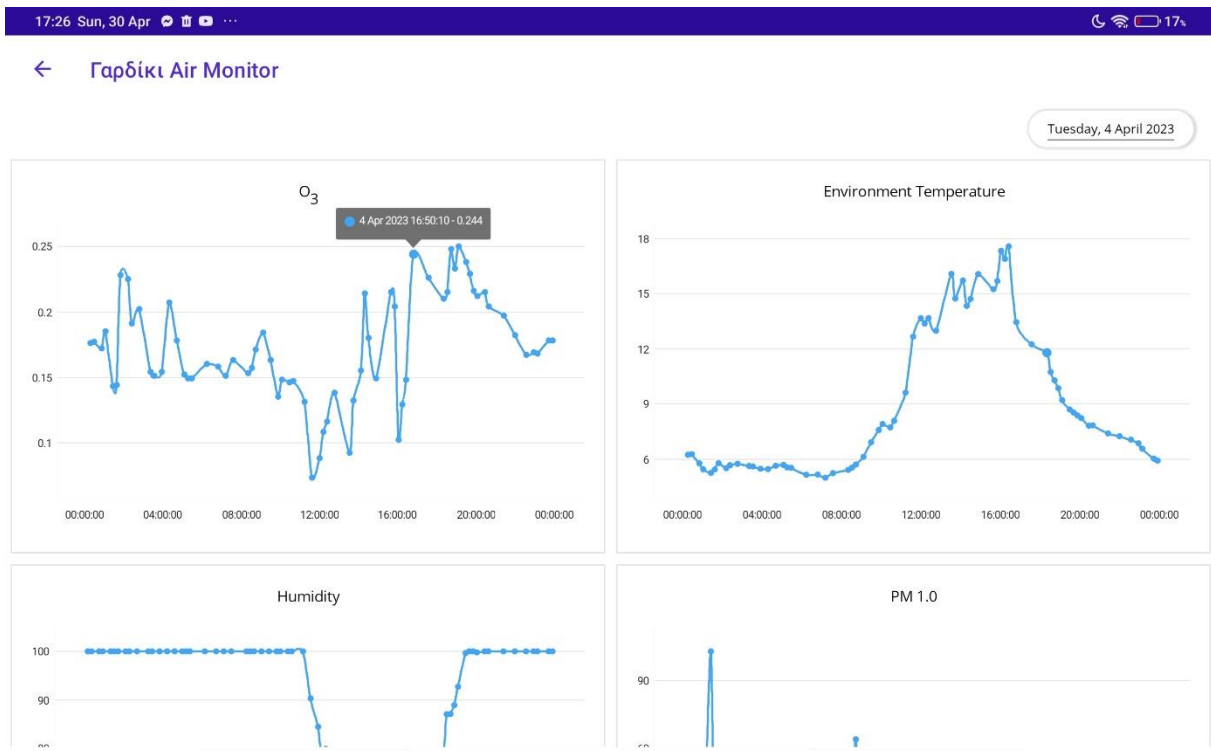 17:26 Sun, 30 Apr ···
17%
Γαρδίκι Air Monitor
Tuesday, 4 April 2023
O3
4 Apr 2023 16:50:10 - 0.244
0.25
0.2
0.15
0.1
00:00:00 04:00:00 08:00:00 12:00:00 16:00:00 20:00:00 00:00:00
Environment Temperature
18
15
12
9
6
00:00:00 04:00:00 08:00:00 12:00:00 16:00:00 20:00:00 00:00:00
Humidity
100
90
PM 1.0
90